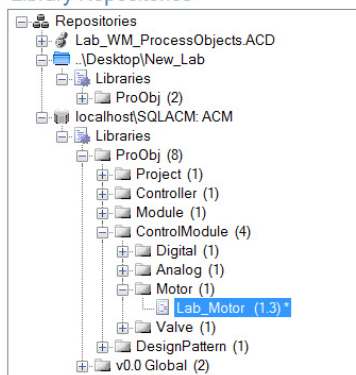 Repositories
Lab_WM_ProcessObjects.ACD
..\Desktop\New_Lab
Libraries
ProObj (2)
localhost\SQLACM: ACM
Libraries
ProObj (8)
Project (1)
Controller (1)
Module (1)
ControlModule (4)
Digital (1)
Analog (1)
Motor (1)
Lab_Motor (1.3) *
Valve (1)
DesignPattern (1)
v0.0 Global (2)